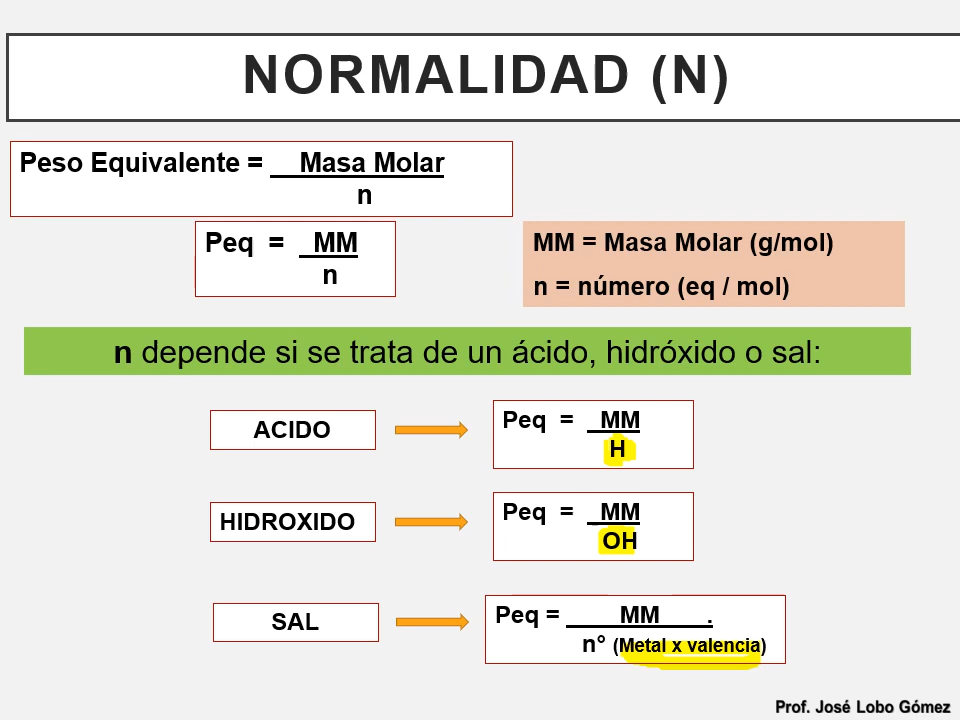 NORMALIDAD (N)
Peso Equivalente = Masa Molar
n
Peq = MM
n
MM = Masa Molar (g/mol)
n = número (eq / mol)
n depende si se trata de un ácido, hidróxido o sal:
ACIDO
Peq = MM
H
HIDROXIDO
Peq = MM
OH
SAL
Peq = MM .
n° (Metal x valencia)
Prof. José Lobo Gómez